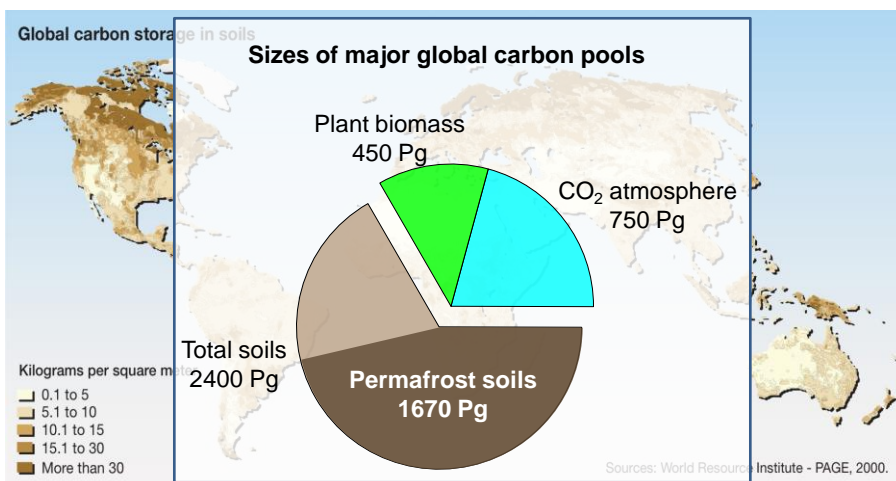 Global carbon storage in soils
Sizes of major global carbon pools
Plant biomass
450 Pg
CO₂ atmosphere
750 Pg
Total soils
2400 Pg
Permafrost soils
1670 Pg
Kilograms per square mete
0.1 to 5
5.1 to 10
10.1 to 15
15.1 to 30
More than 30
Sources: World Resource Institute - PAGE, 2000.